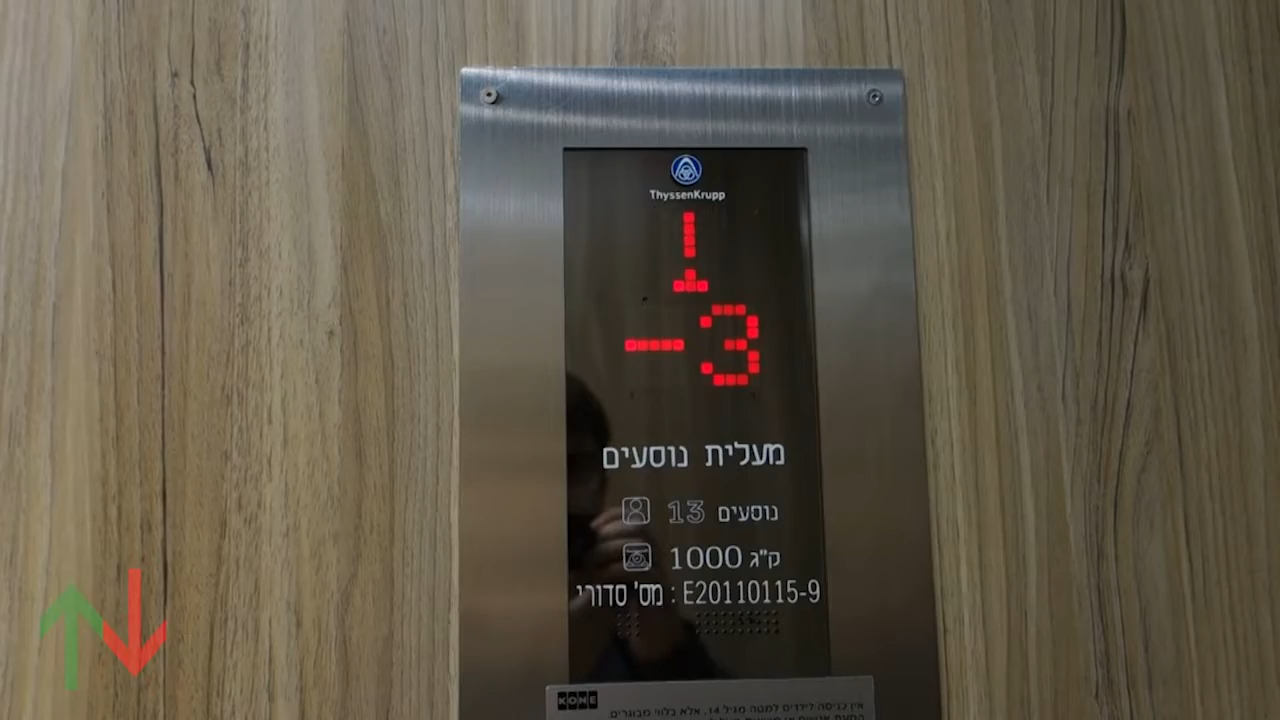 ThyssenKrupp
-3
מעלית נוסעים
נוסעים 13
ק"ג 1000
מס' סדורי : E20110115-9
KONE
אין כניסה לילדים למטה מגיל 14, אלא בלווי מבוגרים.